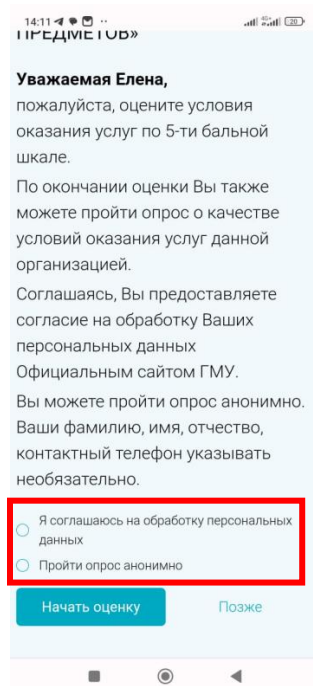 14:11
20
ПРЕДМЕТОВ»
Уважаемая Елена,
пожалуйста, оцените условия
оказания услуг по 5-ти бальной
шкале.
По окончании оценки Вы также
можете пройти опрос о качестве
условий оказания услуг данной
организацией.
Соглашаясь, Вы предоставляете
согласие на обработку Ваших
персональных данных
Официальным сайтом ГМУ.
Вы можете пройти опрос анонимно.
Ваши фамилию, имя, отчество,
контактный телефон указывать
необязательно.
Я соглашаюсь на обработку персональных
данных
Пройти опрос анонимно
Начать оценку Позже